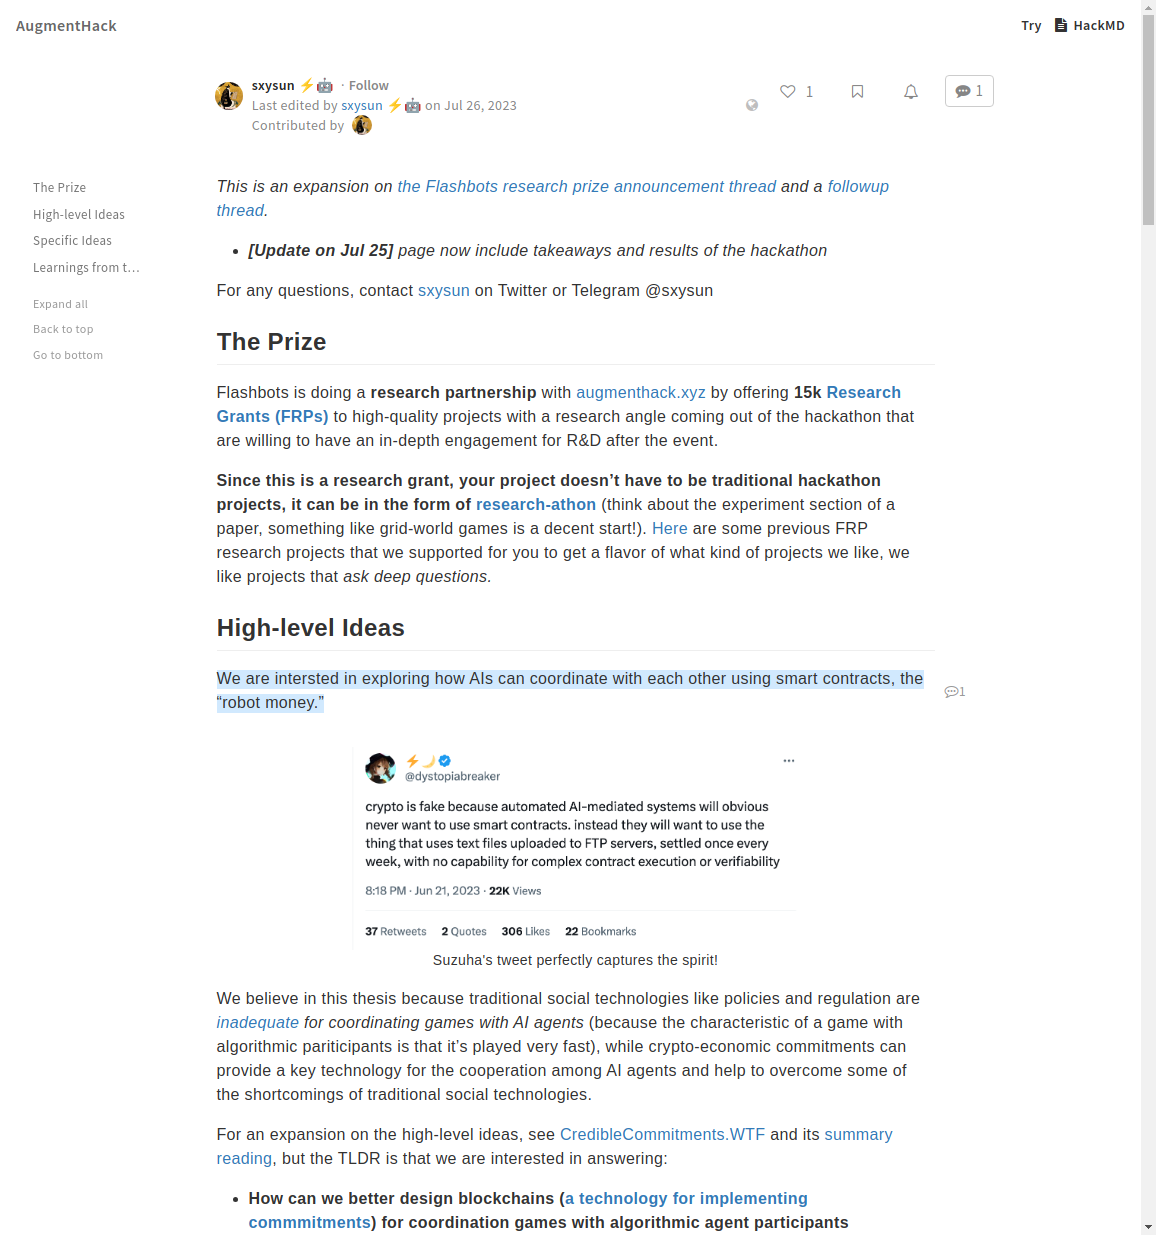 AugmentHack
Try HackMD
sxysun ⚡🤖 · Follow
Last edited by sxysun ⚡🤖 on Jul 26, 2023
Contributed by
1
1
The Prize
High-level Ideas
Specific Ideas
Learnings from t…
Expand all
Back to top
Go to bottom
This is an expansion on the Flashbots research prize announcement thread and a followup
thread.
[Update on Jul 25] page now include takeaways and results of the hackathon
For any questions, contact sxysun on Twitter or Telegram @sxysun
The Prize
Flashbots is doing a research partnership with augmenthack.xyz by offering 15k Research
Grants (FRPs) to high-quality projects with a research angle coming out of the hackathon that
are willing to have an in-depth engagement for R&D after the event.
Since this is a research grant, your project doesn’t have to be traditional hackathon
projects, it can be in the form of research-athon (think about the experiment section of a
paper, something like grid-world games is a decent start!). Here are some previous FRP
research projects that we supported for you to get a flavor of what kind of projects we like, we
like projects that ask deep questions.
High-level Ideas
We are intersted in exploring how AIs can coordinate with each other using smart contracts, the
“robot money.”
1
⚡🌙
@dystopiabreaker
crypto is fake because automated AI-mediated systems will obvious
never want to use smart contracts. instead they will want to use the
thing that uses text files uploaded to FTP servers, settled once every
week, with no capability for complex contract execution or verifiability
8:18 PM · Jun 21, 2023 · 22K Views
37 Retweets 2 Quotes 306 Likes 22 Bookmarks
Suzuha's tweet perfectly captures the spirit!
We believe in this thesis because traditional social technologies like policies and regulation are
inadequate for coordinating games with AI agents (because the characteristic of a game with
algorithmic pariticipants is that it’s played very fast), while crypto-economic commitments can
provide a key technology for the cooperation among AI agents and help to overcome some of
the shortcomings of traditional social technologies.
For an expansion on the high-level ideas, see CredibleCommitments.WTF and its summary
reading, but the TLDR is that we are interested in answering:
How can we better design blockchains (a technology for implementing
commmitments) for coordination games with algorithmic agent participants